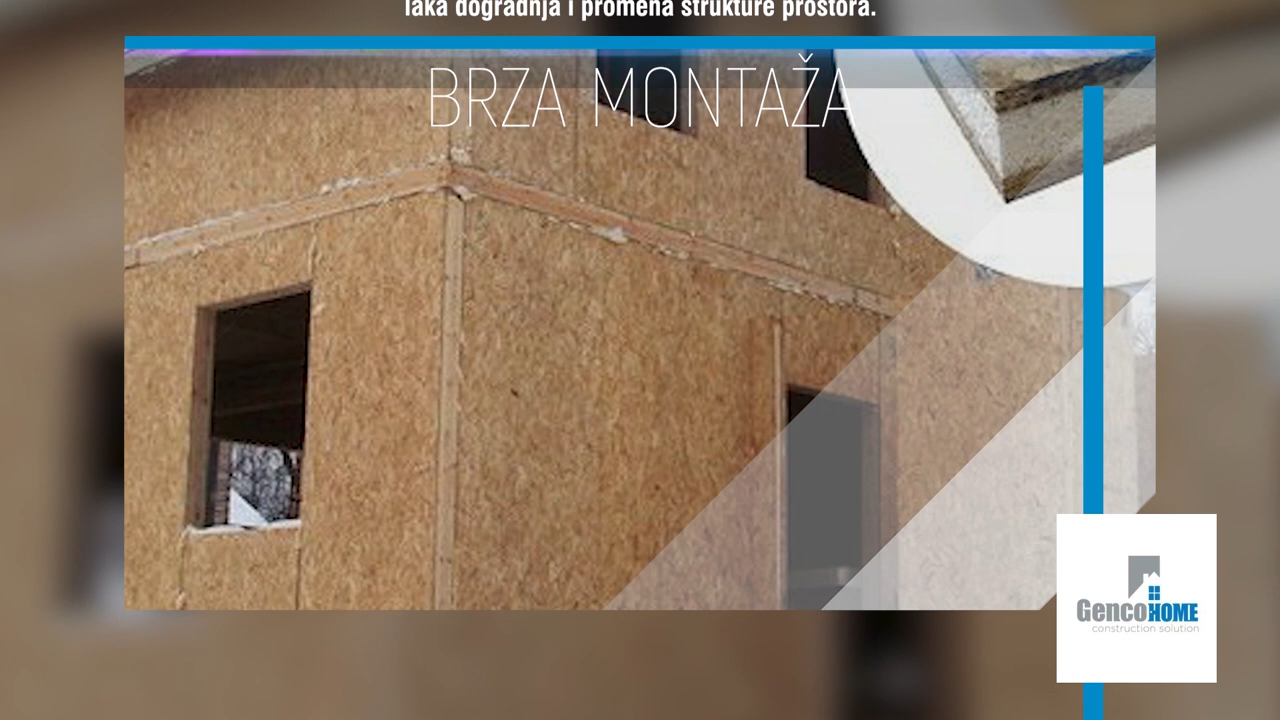 laka dogradnja i promena strukture prostora.
BRZA MONTAŽA
GencoHOME
construction solution